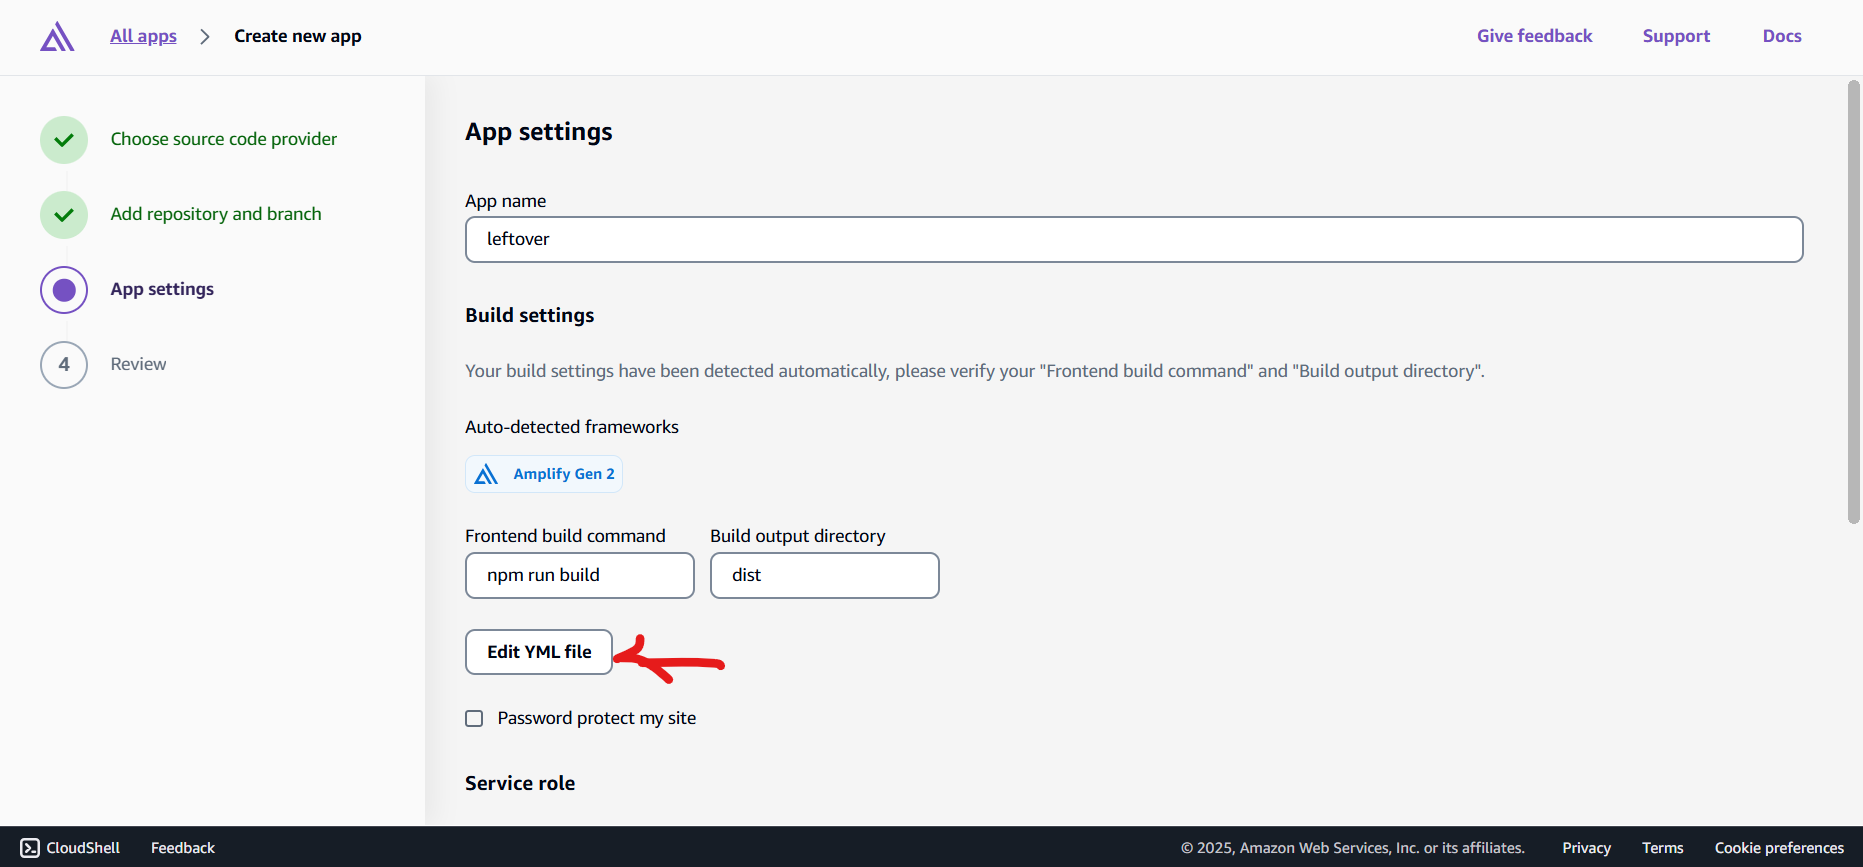 All apps > Create new app
Give feedback Support Docs
Choose source code provider
Add repository and branch
App settings
4 Review
App settings
App name
leftover
Build settings
Your build settings have been detected automatically, please verify your "Frontend build command" and "Build output directory".
Auto-detected frameworks
Amplify Gen 2
Frontend build command Build output directory
npm run build dist
Edit YML file
Password protect my site
Service role
CloudShell Feedback © 2025, Amazon Web Services, Inc. or its affiliates. Privacy Terms Cookie preferences